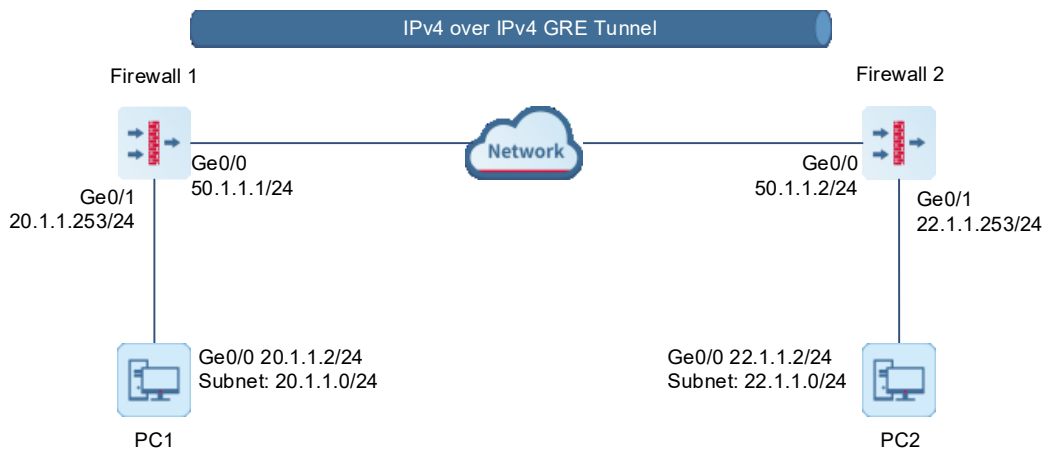 IPv4 over IPv4 GRE Tunnel
Firewall 1
Firewall 2
Network
Ge0/0
50.1.1.1/24
Ge0/0
50.1.1.2/24
Ge0/1
20.1.1.253/24
Ge0/1
22.1.1.253/24
Ge0/0 20.1.1.2/24
Subnet: 20.1.1.0/24
Ge0/0 22.1.1.2/24
Subnet: 22.1.1.0/24
PC1
PC2